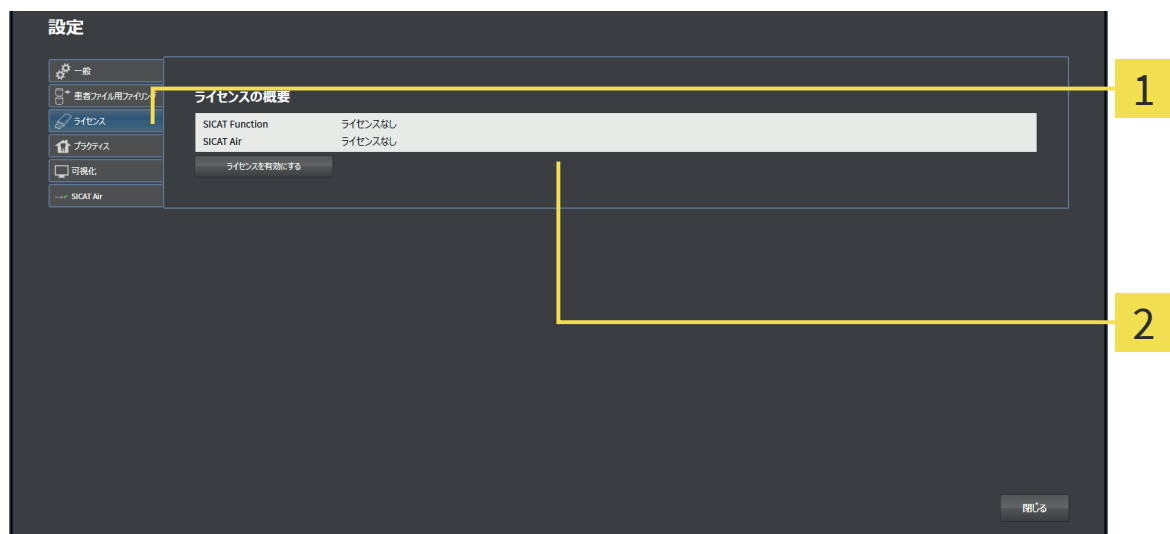 設定
一般
患者ファイル用ファイリング
ライセンス
プラクティス
可視化
SICAT Air
ライセンスの概要
SICAT Function ライセンスなし
SICAT Air ライセンスなし
ライセンスを有効にする
閉じる
1
2